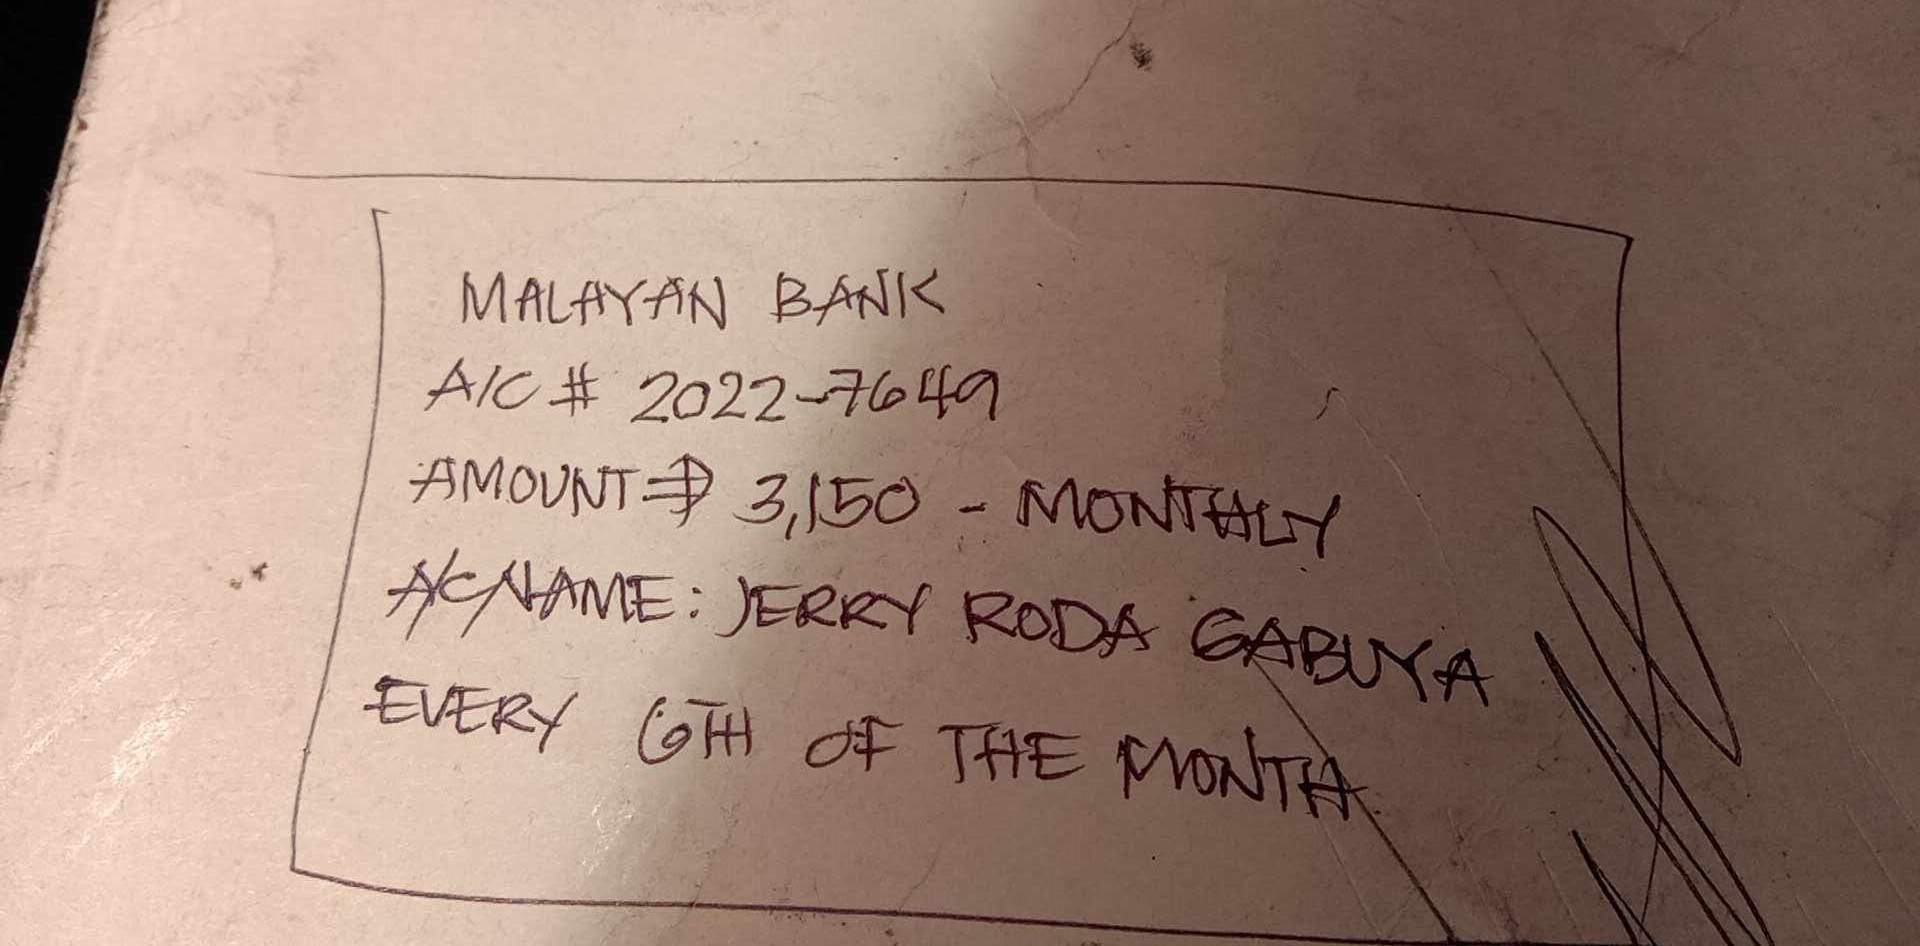 MALAYAN BANK
A/C # 2022-7649
AMOUNT ⇒ 3,150 - MONTHLY
A/C NAME: JERRY RODA GABUYA
EVERY 6TH OF THE MONTH